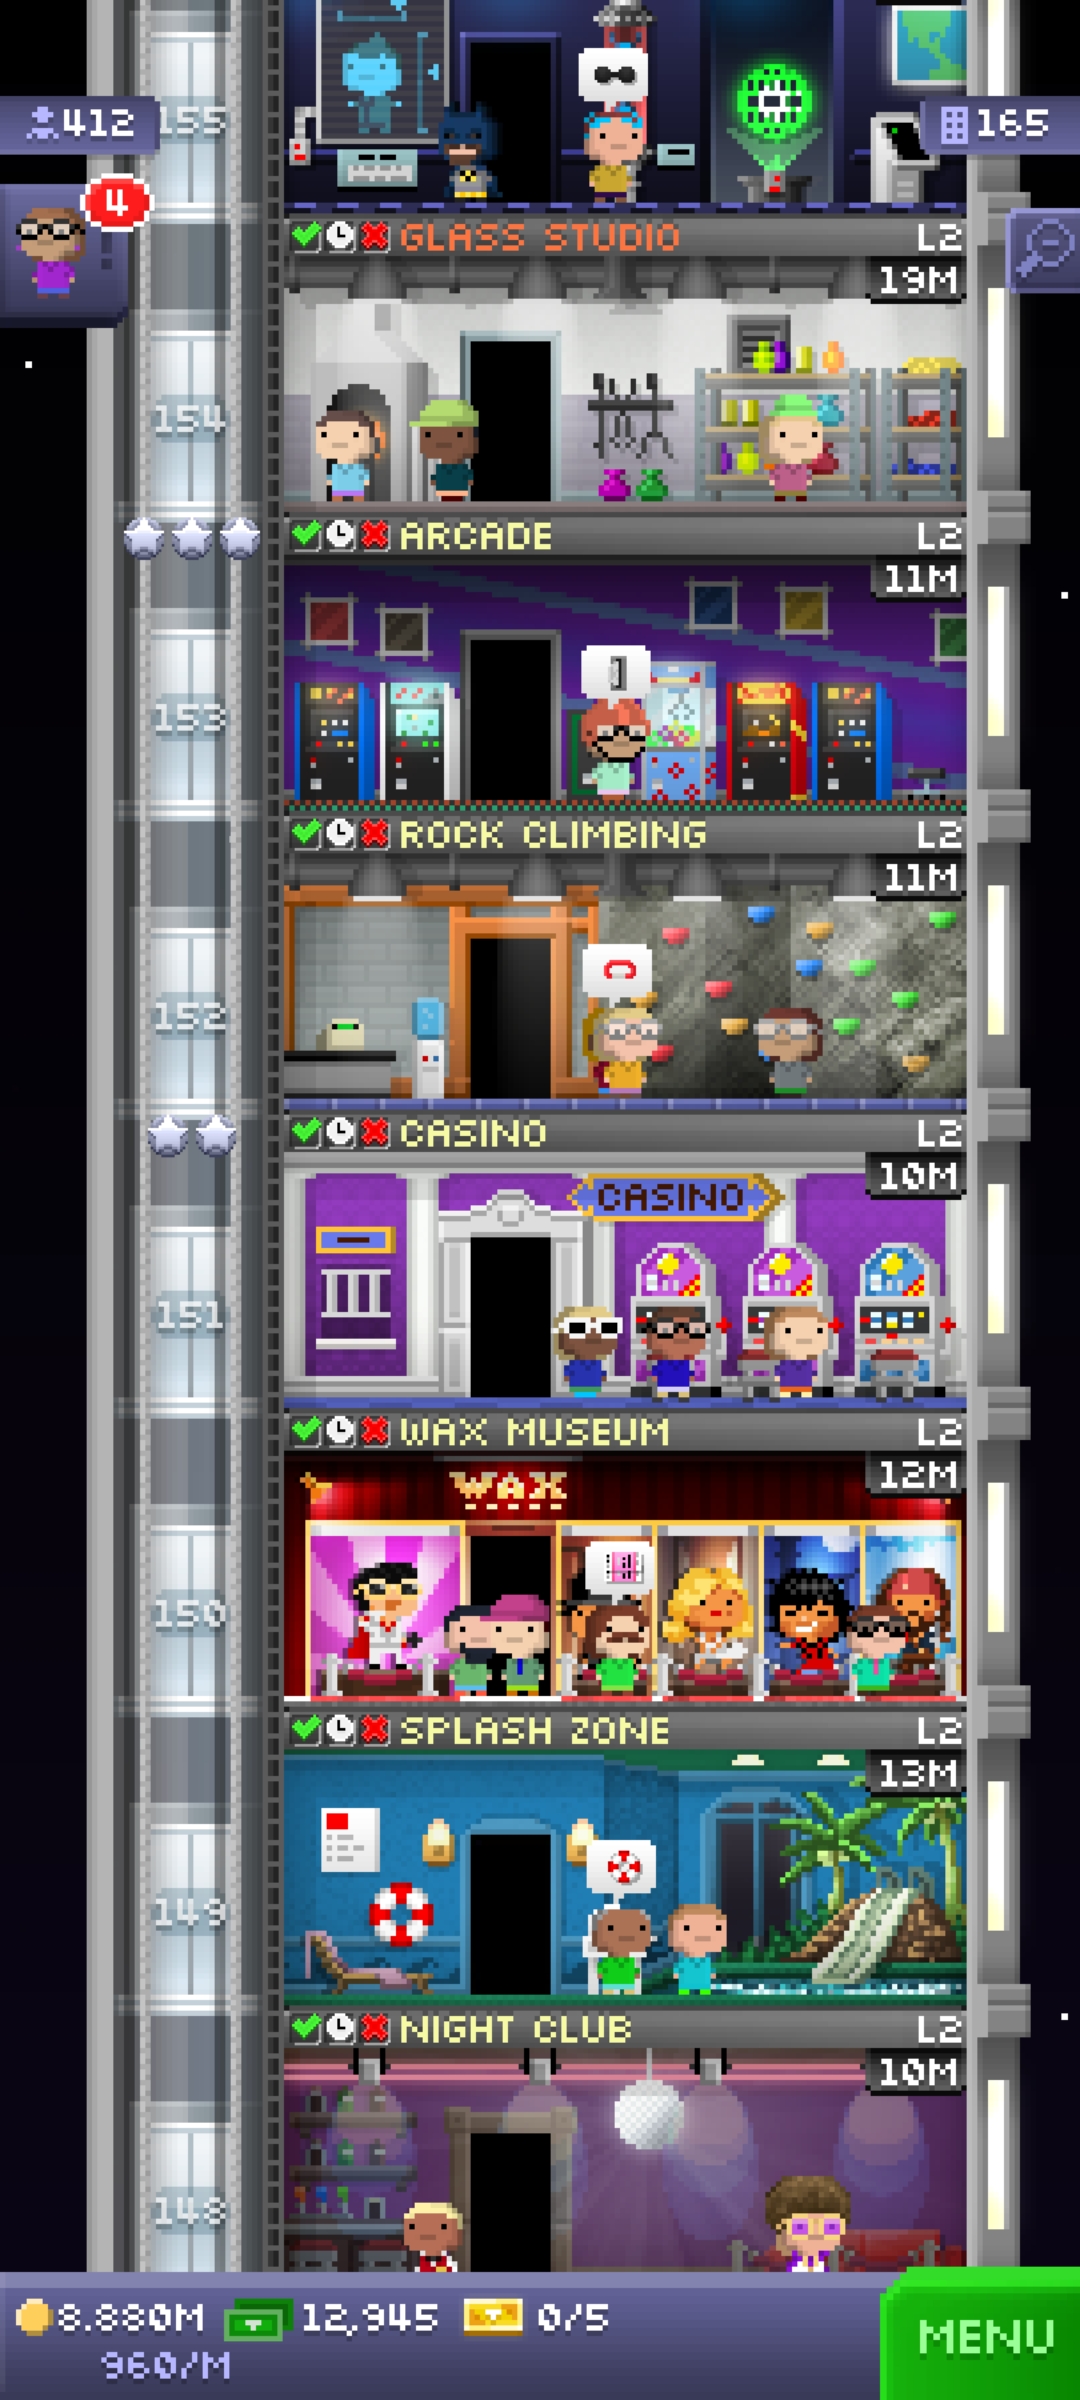 412
155
165
4
GLASS STUDIO L2
19M
154
ARCADE L2
11M
153
ROCK CLIMBING L2
11M
152
CASINO L2
10M
CASINO
151
WAX MUSEUM L2
12M
WAX
150
SPLASH ZONE L2
13M
149
NIGHT CLUB L2
10M
148
8.880M 12,945 0/5
960/M
MENU